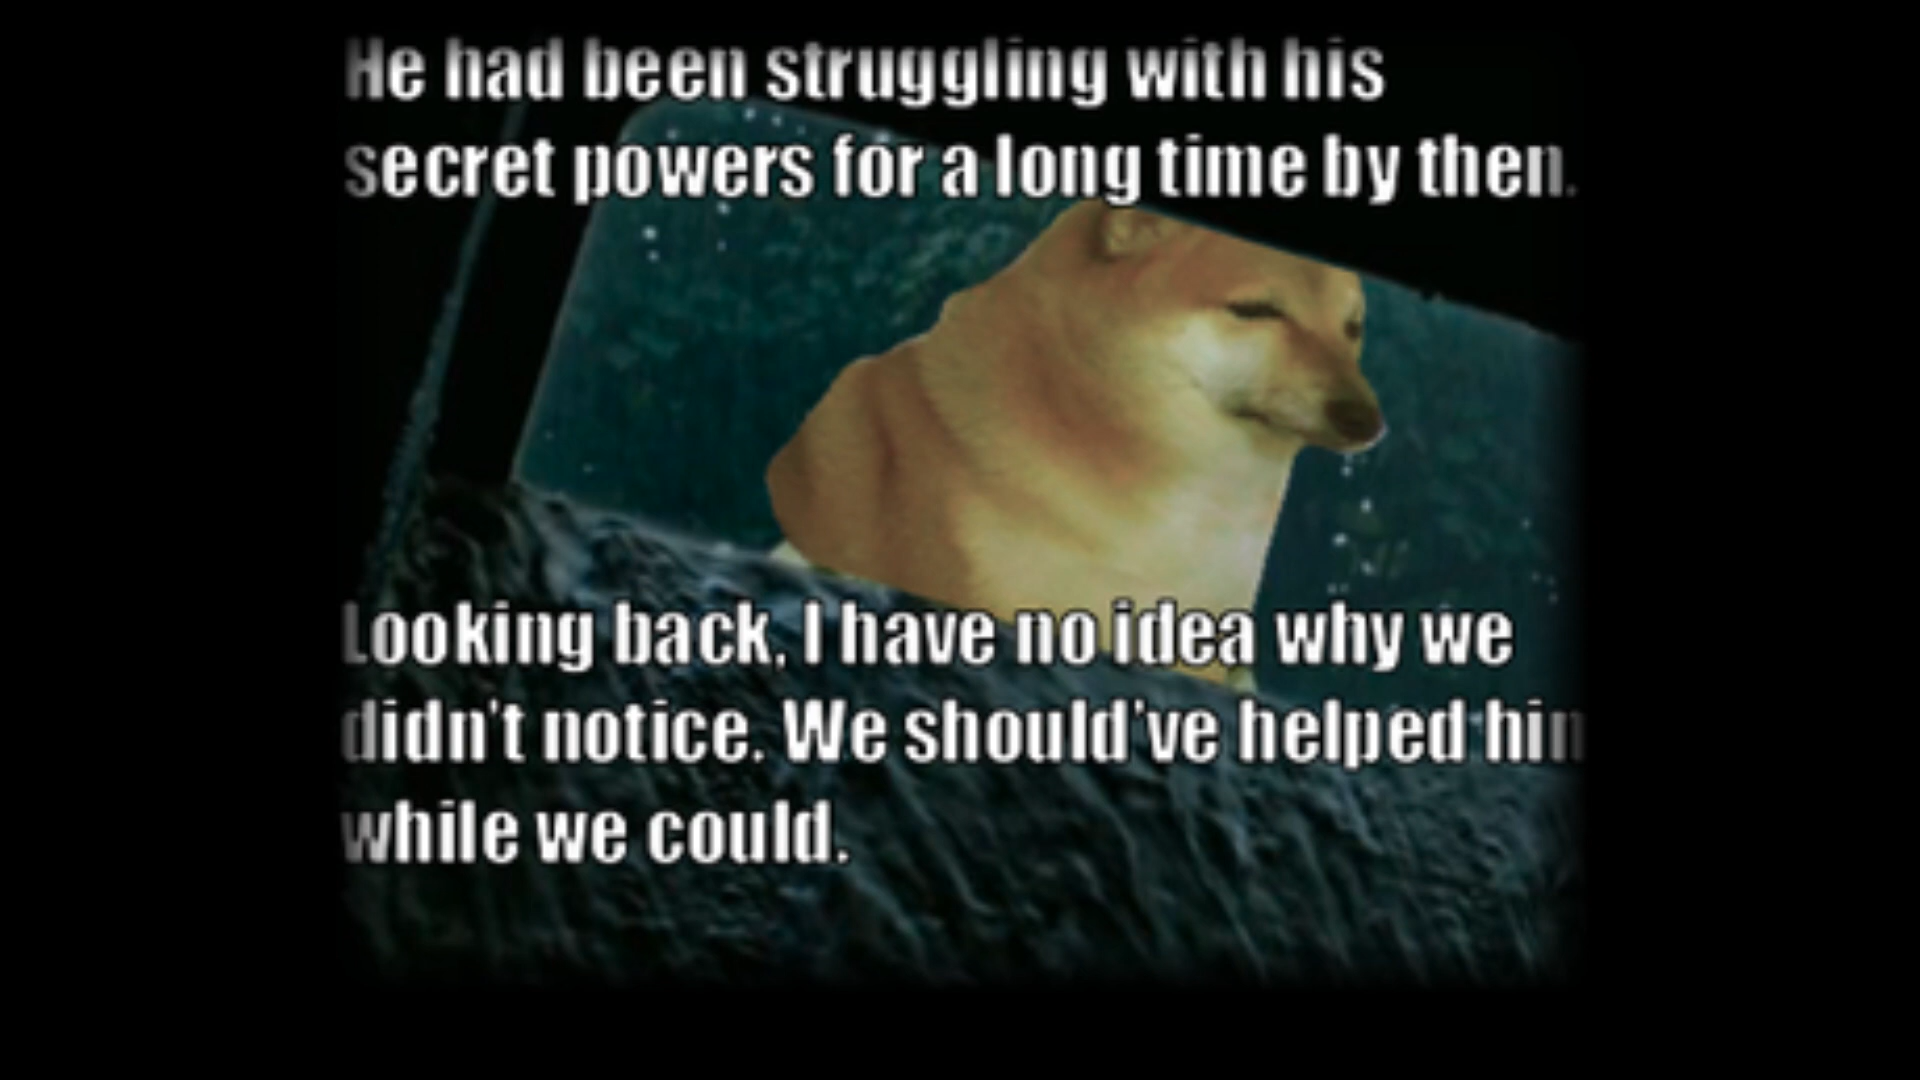 He had been struggling with his
secret powers for a long time by then.
Looking back, I have no idea why we
didn't notice. We should've helped him
while we could.